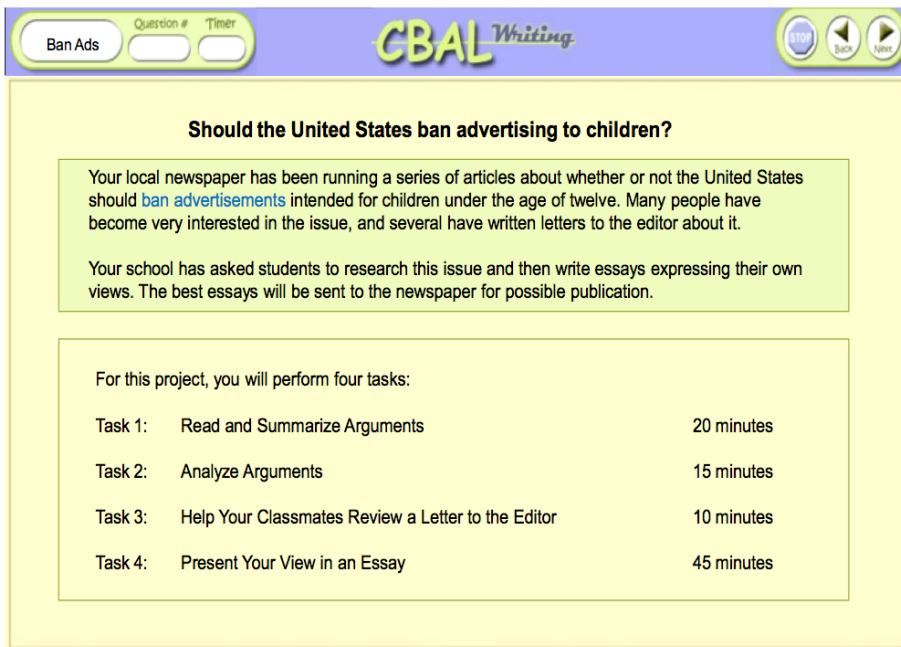 Ban Ads
Question #
Timer
CBAL Writing
STOP
Back
Next
Should the United States ban advertising to children?
Your local newspaper has been running a series of articles about whether or not the United States
should ban advertisements intended for children under the age of twelve. Many people have
become very interested in the issue, and several have written letters to the editor about it.
Your school has asked students to research this issue and then write essays expressing their own
views. The best essays will be sent to the newspaper for possible publication.
For this project, you will perform four tasks:
Task 1: Read and Summarize Arguments 20 minutes
Task 2: Analyze Arguments 15 minutes
Task 3: Help Your Classmates Review a Letter to the Editor 10 minutes
Task 4: Present Your View in an Essay 45 minutes